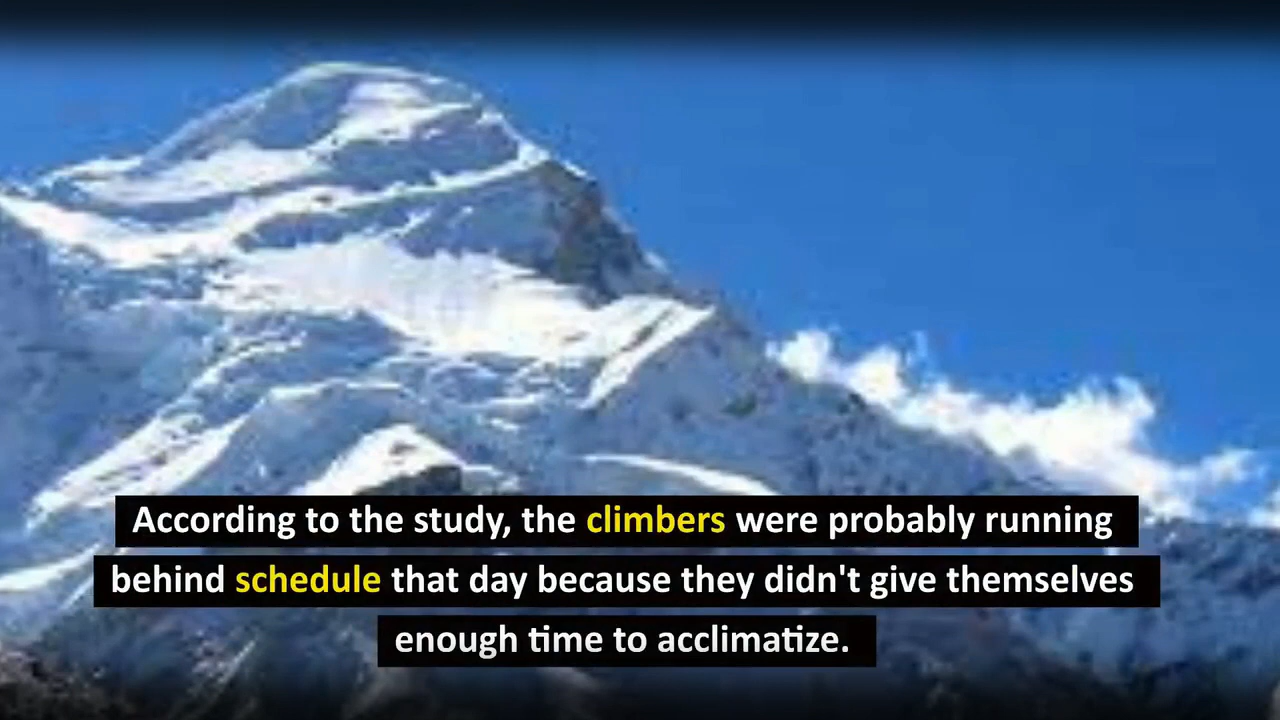 According to the study, the climbers were probably running
behind schedule that day because they didn't give themselves
enough time to acclimatize.